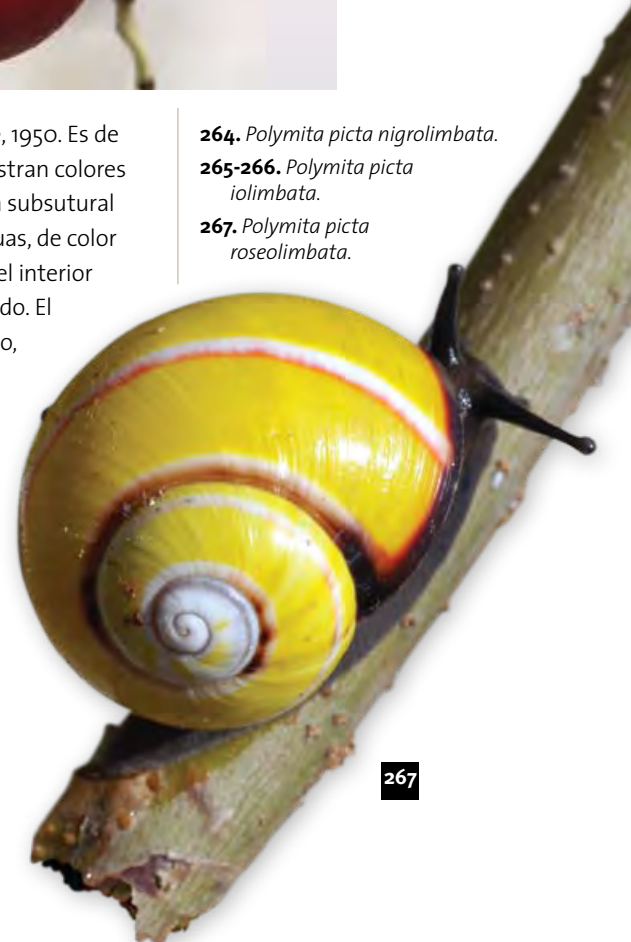 , 1950. Es de
stran colores
subsutural
uas, de color
el interior
do. El
o,
264. Polymita picta nigrolimbata.
265-266. Polymita picta
iolimbata.
267. Polymita picta
roseolimbata.
267